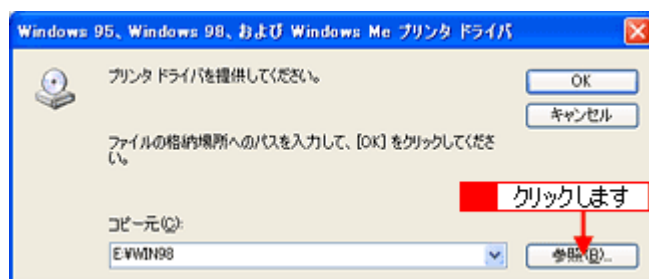 Windows 95、Windows 98、および Windows Me プリンタ ドライバ
プリンタ ドライバを提供してください。
OK
キャンセル
ファイルの格納場所へのパスを入力して、[OK] をクリックしてくださ
い。
クリックします
コピー元(C):
E:¥WIN98
参照(B)...